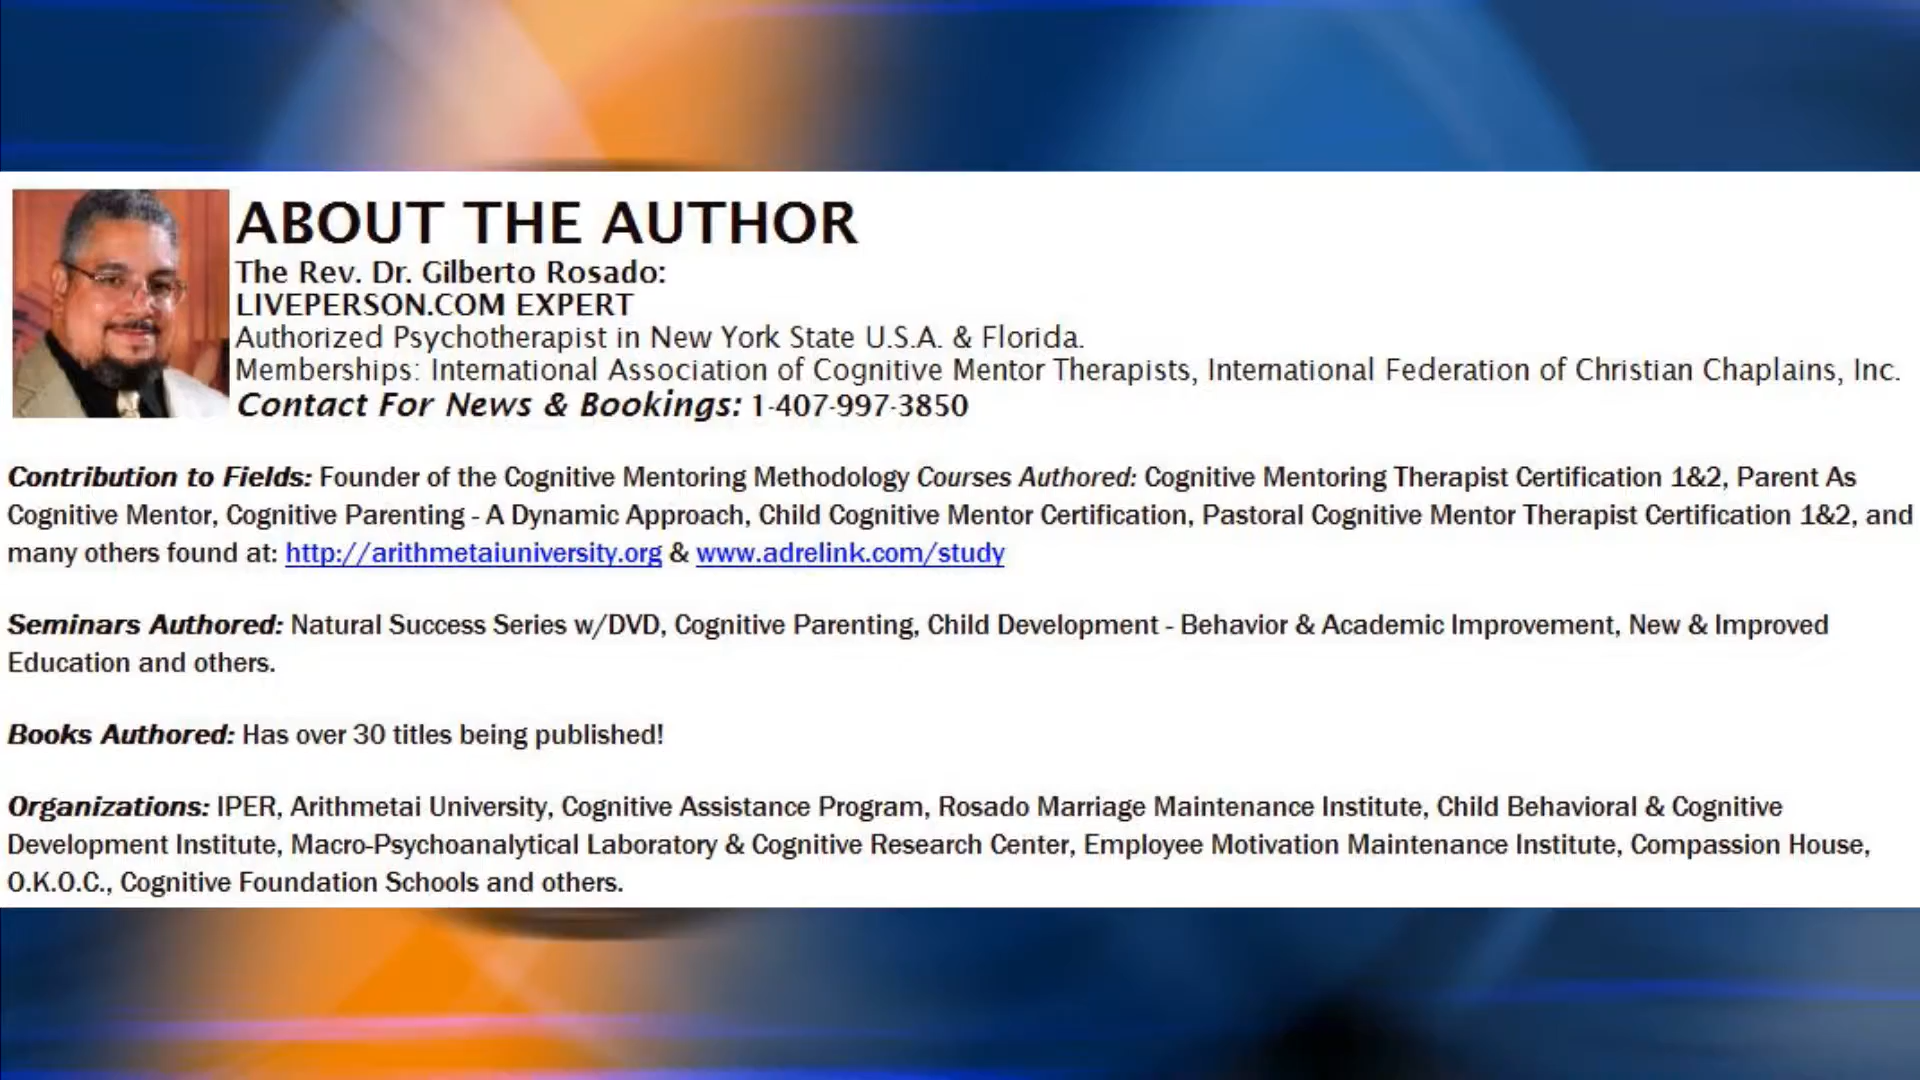 ABOUT THE AUTHOR
The Rev. Dr. Gilberto Rosado:
LIVEPERSON.COM EXPERT
Authorized Psychotherapist in New York State U.S.A. & Florida.
Memberships: International Association of Cognitive Mentor Therapists, International Federation of Christian Chaplains, Inc.
Contact For News & Bookings: 1-407-997-3850
Contribution to Fields: Founder of the Cognitive Mentoring Methodology Courses Authored: Cognitive Mentoring Therapist Certification 1&2, Parent As
Cognitive Mentor, Cognitive Parenting - A Dynamic Approach, Child Cognitive Mentor Certification, Pastoral Cognitive Mentor Therapist Certification 1&2, and
many others found at: http://arithmetaiuniversity.org & www.adrelink.com/study
Seminars Authored: Natural Success Series w/DVD, Cognitive Parenting, Child Development - Behavior & Academic Improvement, New & Improved
Education and others.
Books Authored: Has over 30 titles being published!
Organizations: IPER, Arithmetai University, Cognitive Assistance Program, Rosado Marriage Maintenance Institute, Child Behavioral & Cognitive
Development Institute, Macro-Psychoanalytical Laboratory & Cognitive Research Center, Employee Motivation Maintenance Institute, Compassion House,
O.K.O.C., Cognitive Foundation Schools and others.